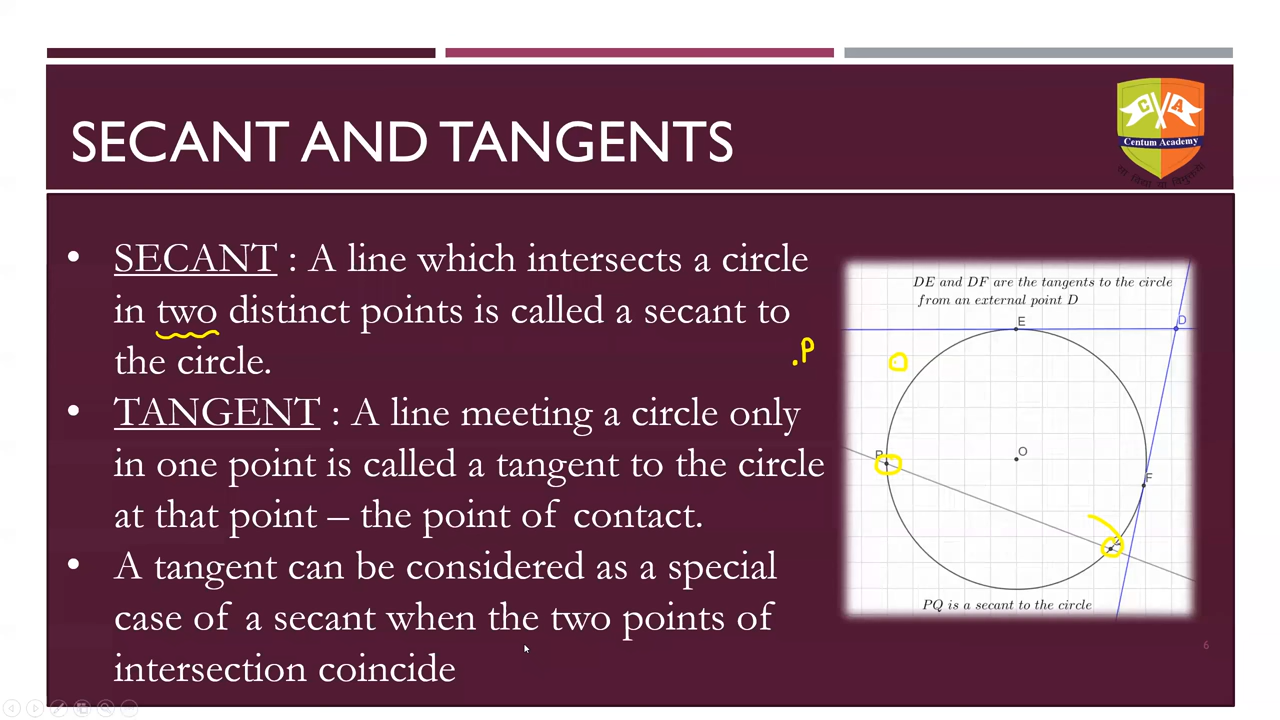 SECANT AND TANGENTS
C A
Centum Academy
• SECANT : A line which intersects a circle
in two distinct points is called a secant to
the circle.
.P
• TANGENT : A line meeting a circle only
in one point is called a tangent to the circle
at that point – the point of contact.
• A tangent can be considered as a special
case of a secant when the two points of
intersection coincide
DE and DF are the tangents to the circle
from an external point D
E
D
O
P
F
PQ is a secant to the circle
6